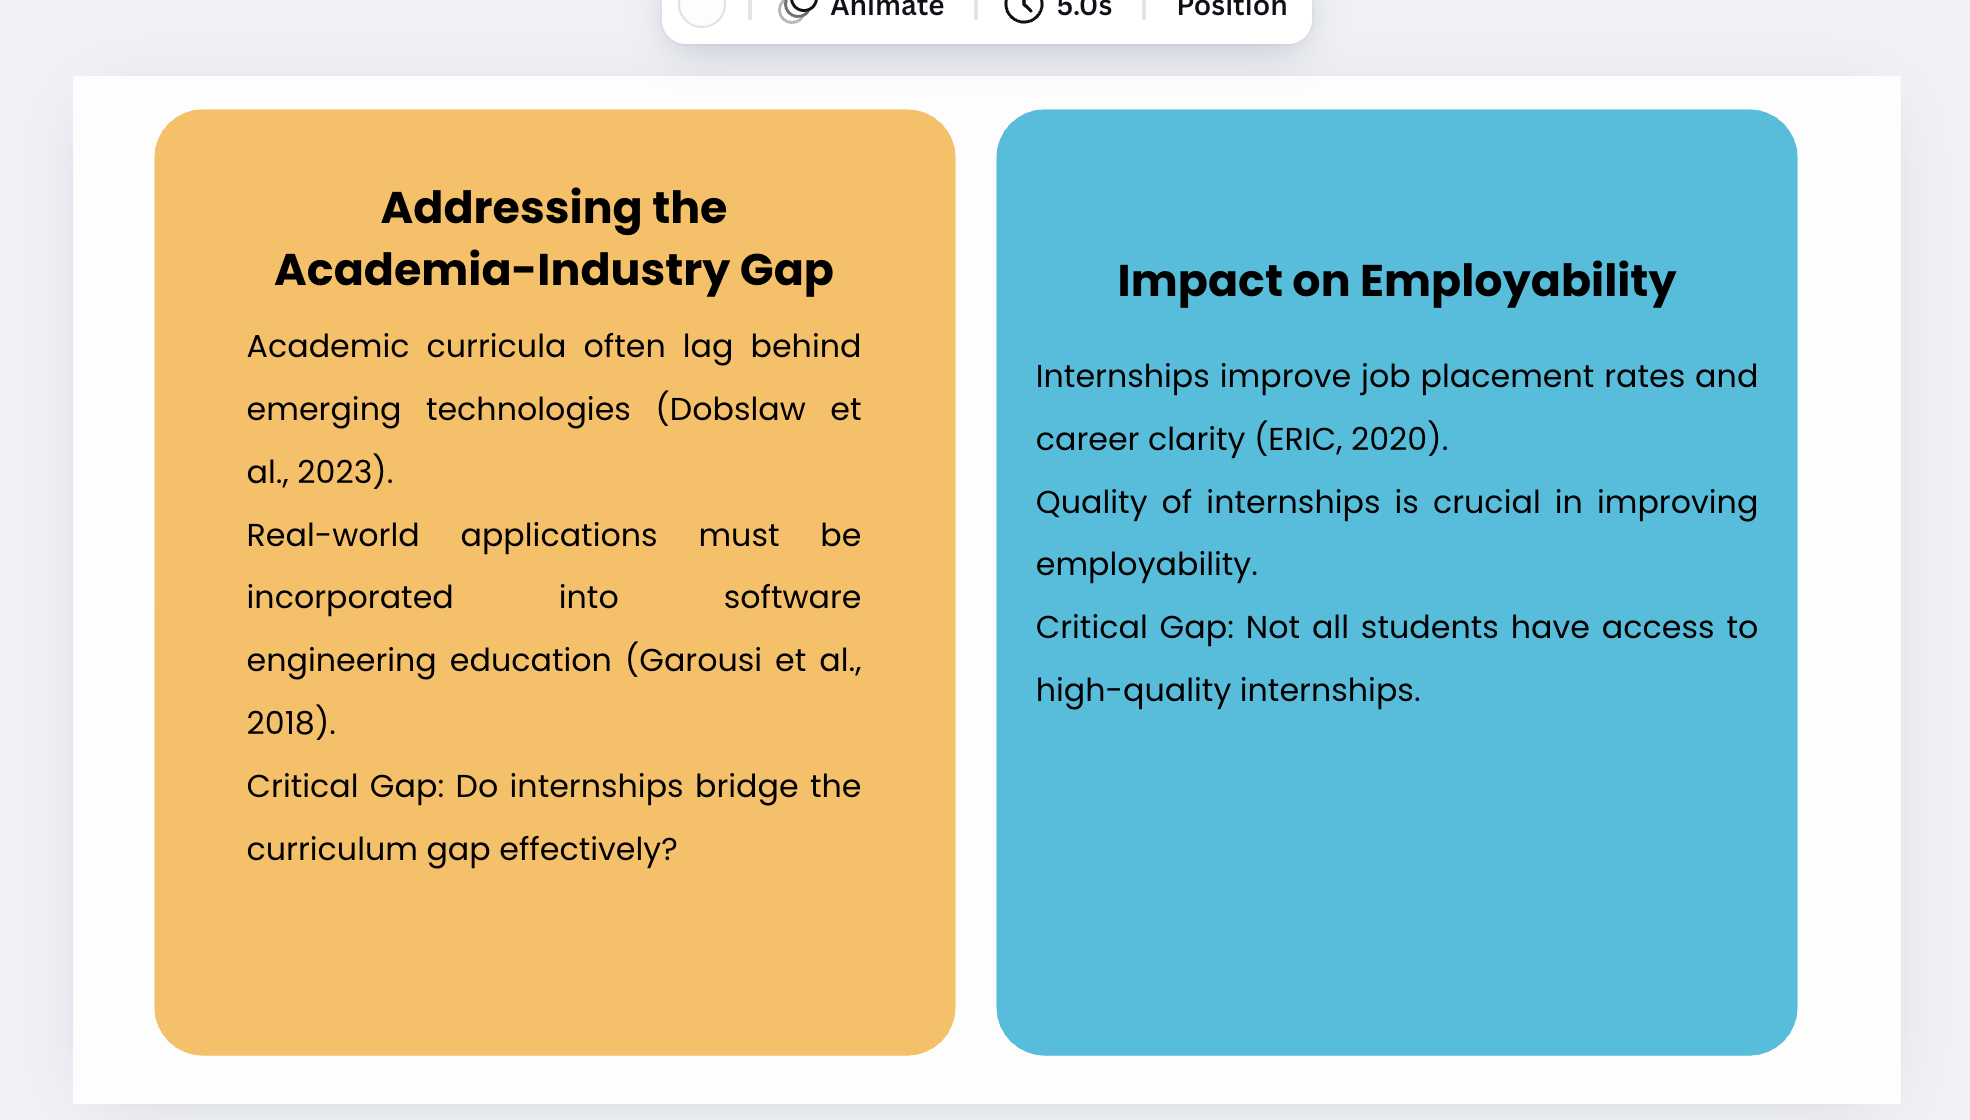 Animate 5.0s Position
Addressing the
Academia-Industry Gap
Academic curricula often lag behind
emerging technologies (Dobslaw et
al., 2023).
Real-world applications must be
incorporated into software
engineering education (Garousi et al.,
2018).
Critical Gap: Do internships bridge the
curriculum gap effectively?
Impact on Employability
Internships improve job placement rates and
career clarity (ERIC, 2020).
Quality of internships is crucial in improving
employability.
Critical Gap: Not all students have access to
high-quality internships.